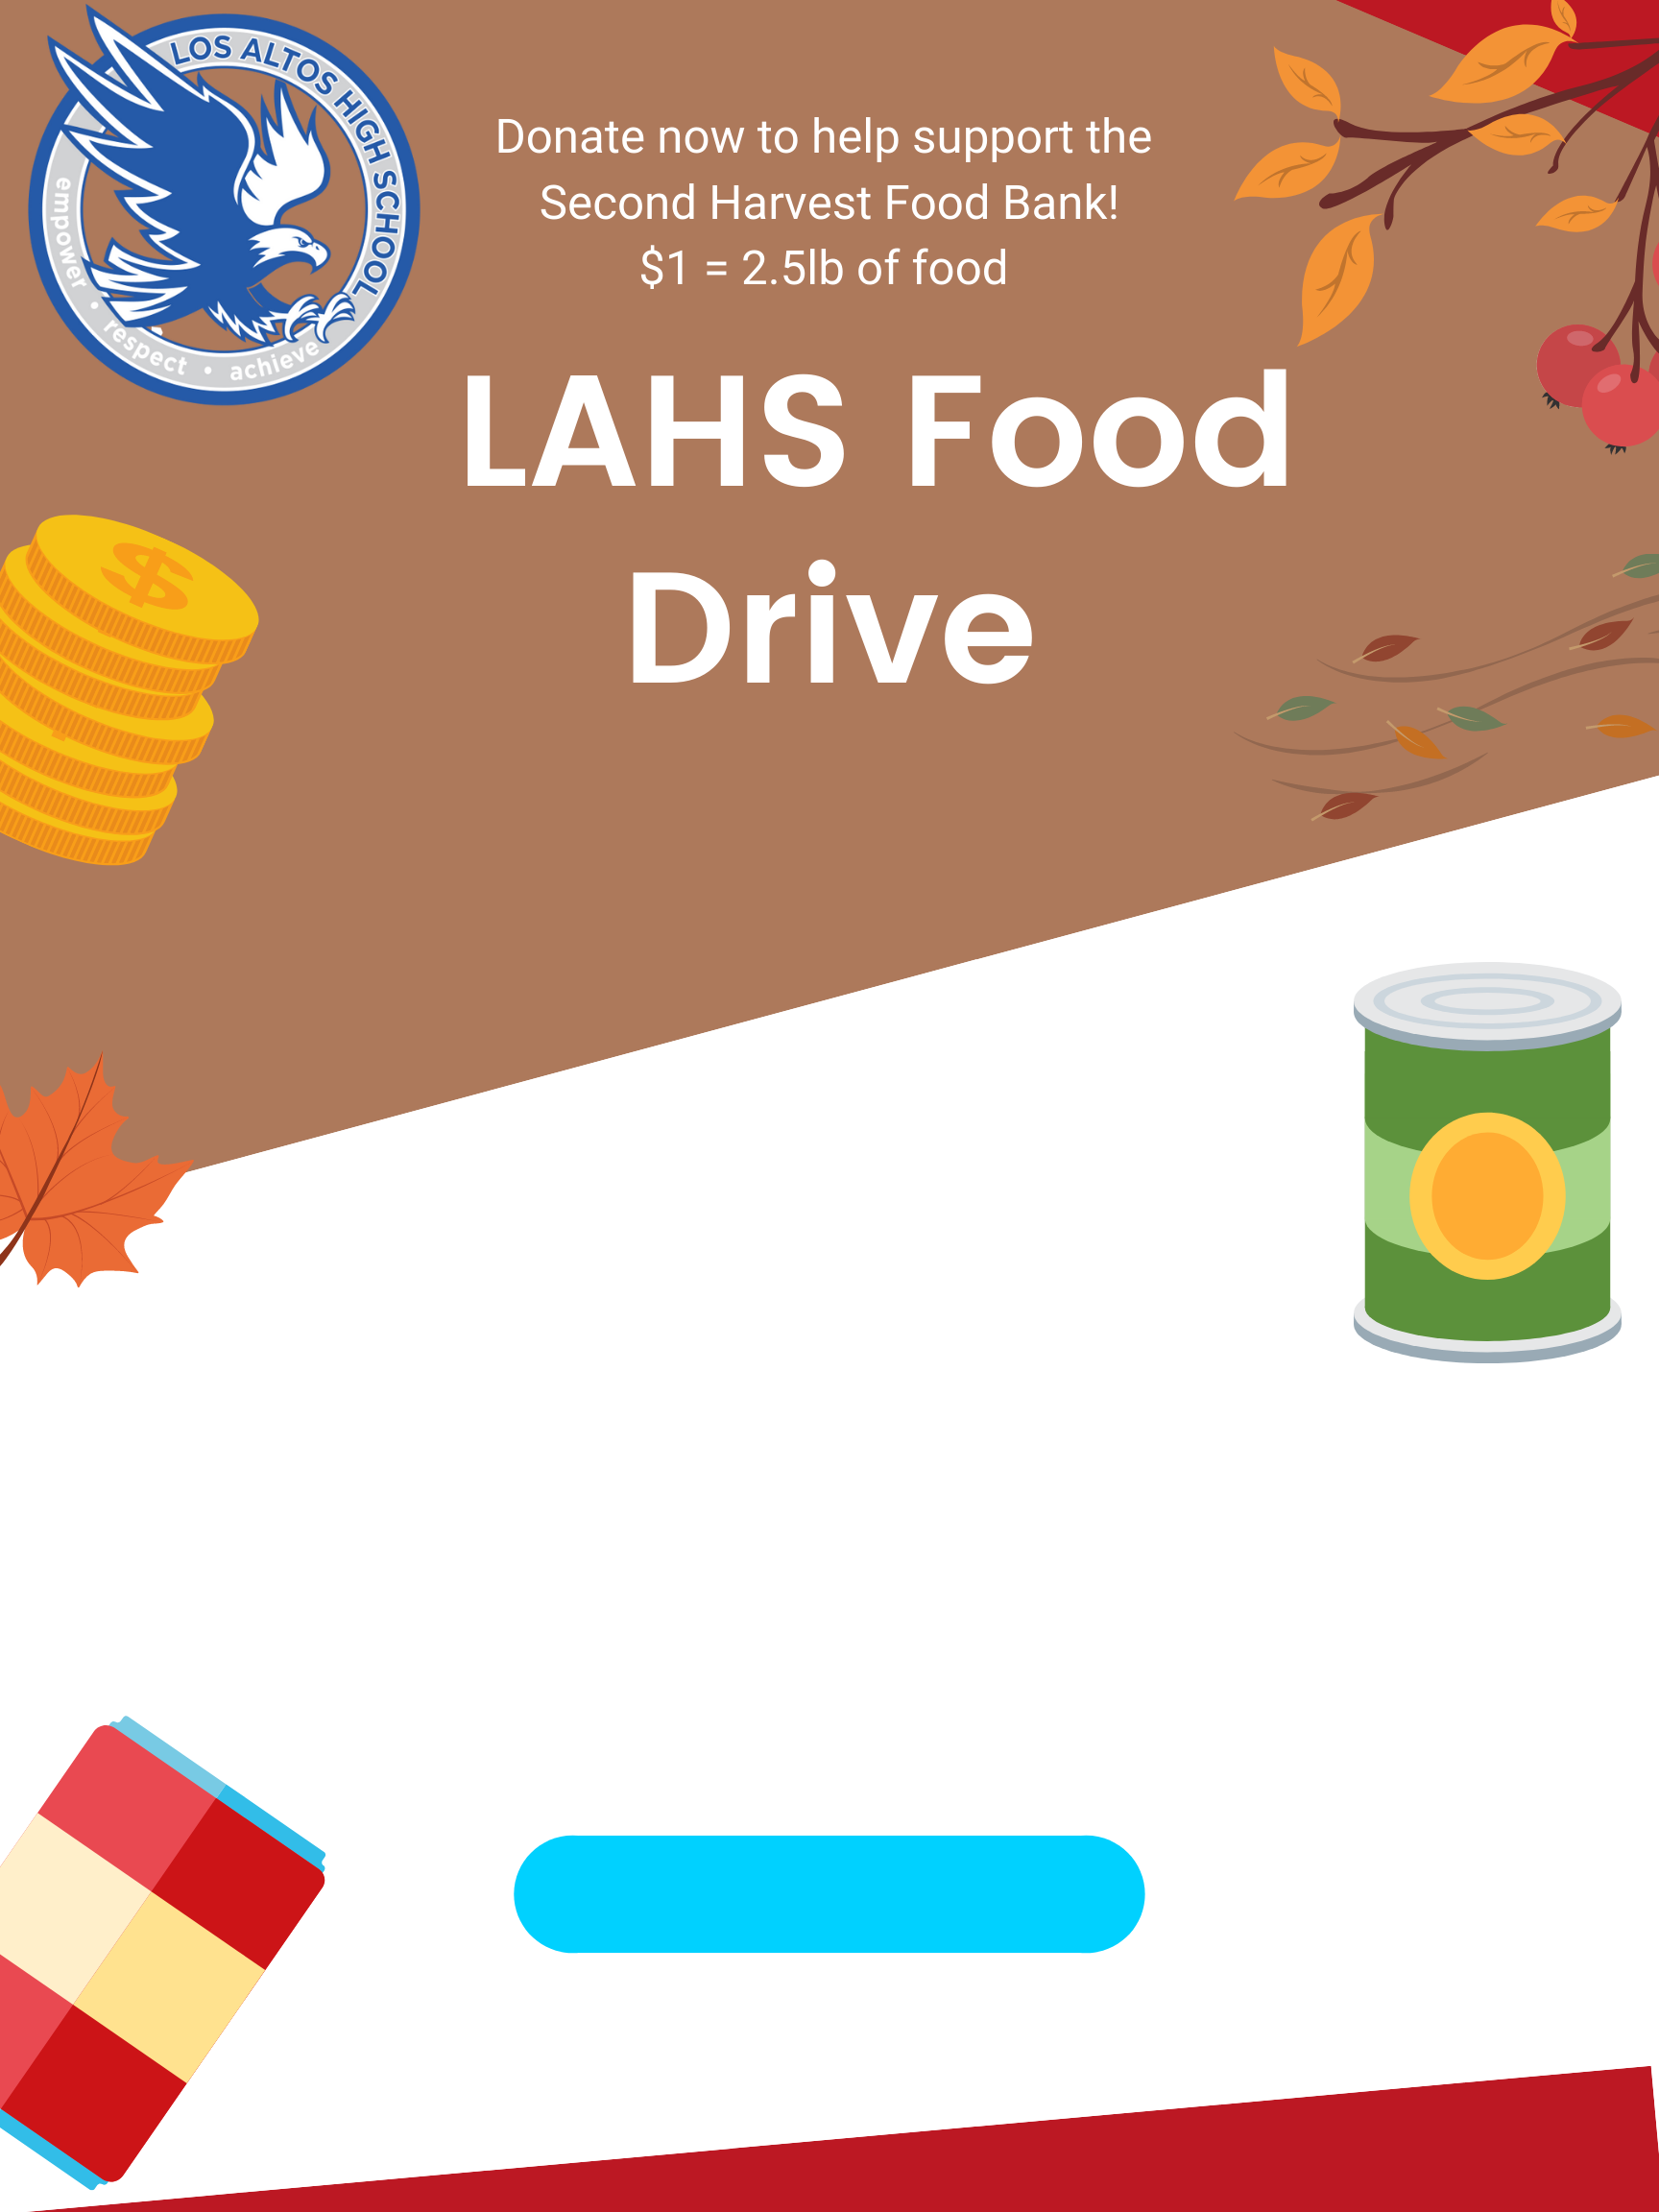 LOS ALTOS HIGH SCHOOL
empower • respect • achieve
Donate now to help support the
Second Harvest Food Bank!
$1 = 2.5lb of food
LAHS Food
Drive
$